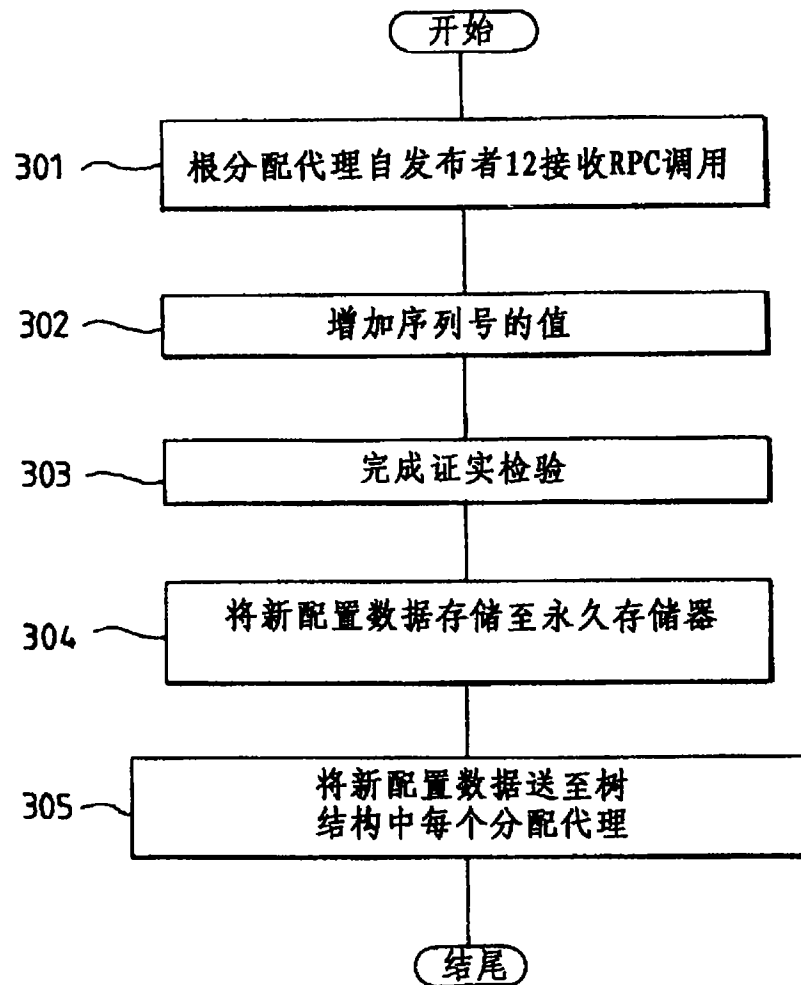 开始
301
根分配代理自发布者12接收RPC调用
302
增加序列号的值
303
完成证实检验
304
将新配置数据存储至永久存储器
305
将新配置数据送至树
结构中每个分配代理
结尾